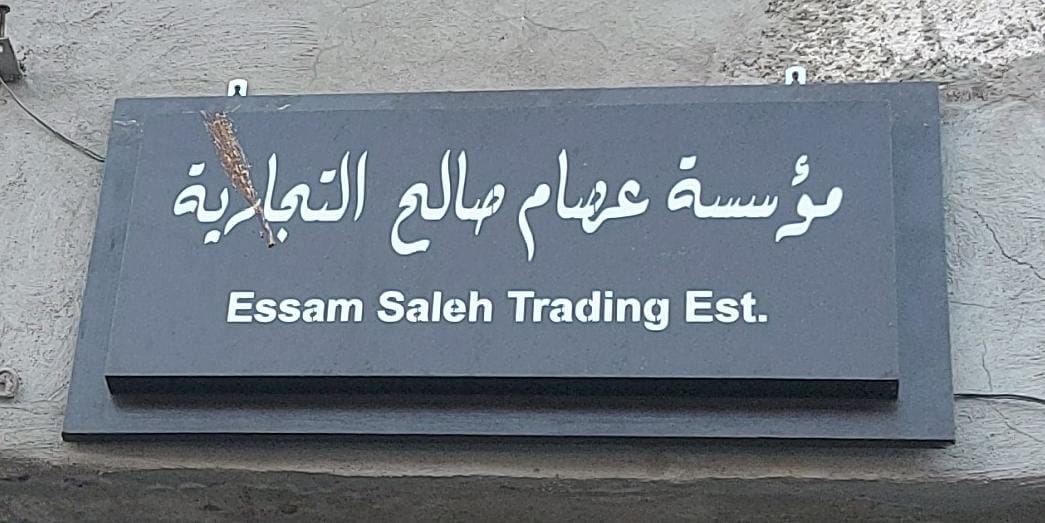 مؤسسة عصام صالح التجارية
Essam Saleh Trading Est.